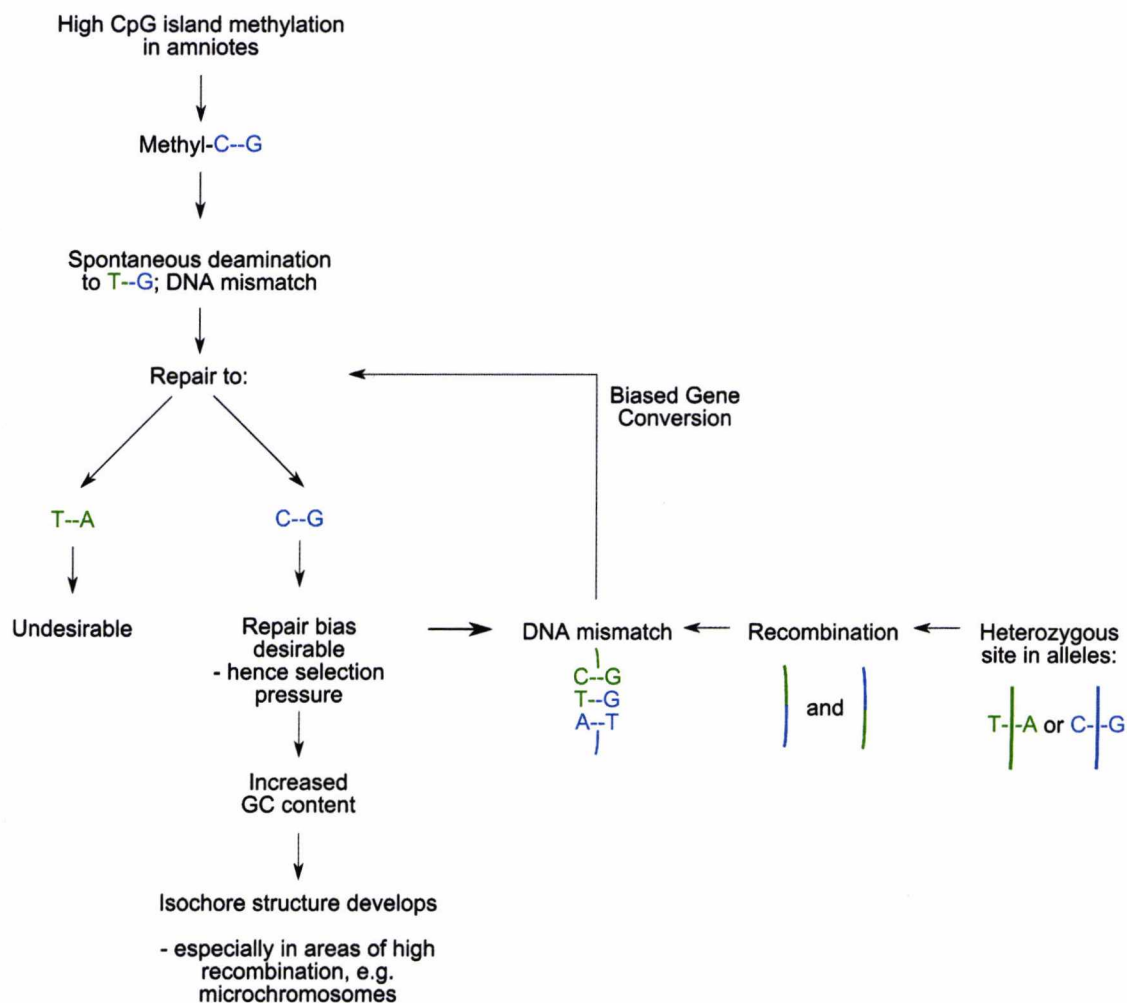 High CpG island methylation
in amniotes
Methyl-C--G
Spontaneous deamination
to T--G; DNA mismatch
Repair to:
Biased Gene
Conversion
T--A
C--G
Undesirable
Repair bias
desirable
- hence selection
pressure
DNA mismatch
C--G
T--G
A--T
Recombination
and
Heterozygous
site in alleles:
T--A or C--G
Increased
GC content
Isochore structure develops
- especially in areas of high
recombination, e.g.
microchromosomes